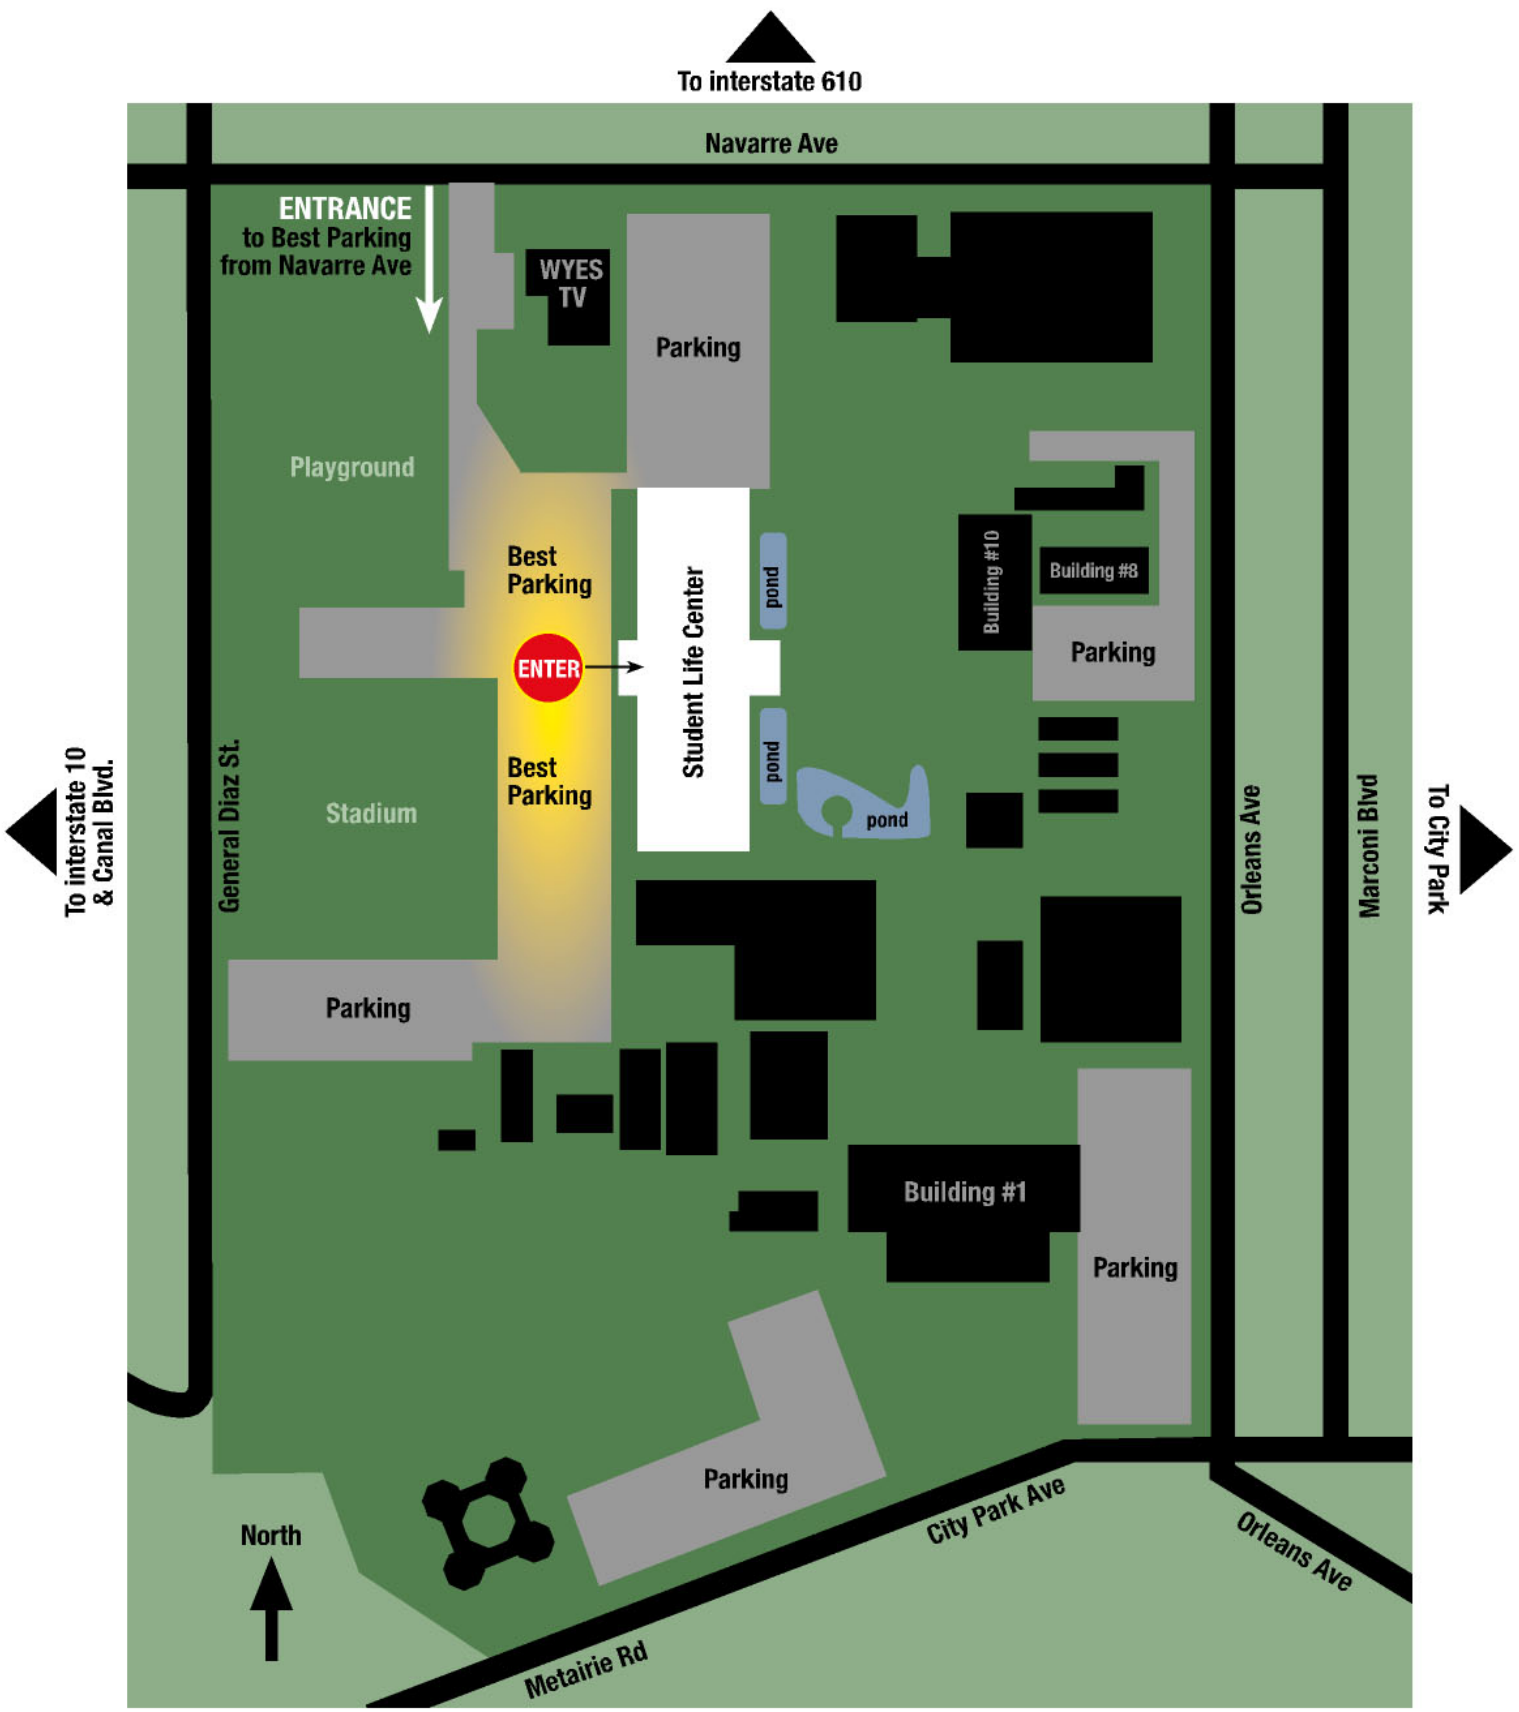 To interstate 610
Navarre Ave
ENTRANCE
to Best Parking
from Navarre Ave
WYES
TV
Parking
Playground
Best
Parking
Building #10
Building #8
pond
Student Life Center
ENTER
Parking
To interstate 10
& Canal Blvd.
General Diaz St.
Stadium
Best
Parking
pond
pond
Orleans Ave
Marconi Blvd
To City Park
Parking
Building #1
Parking
Parking
City Park Ave
Orleans Ave
North
Metairie Rd